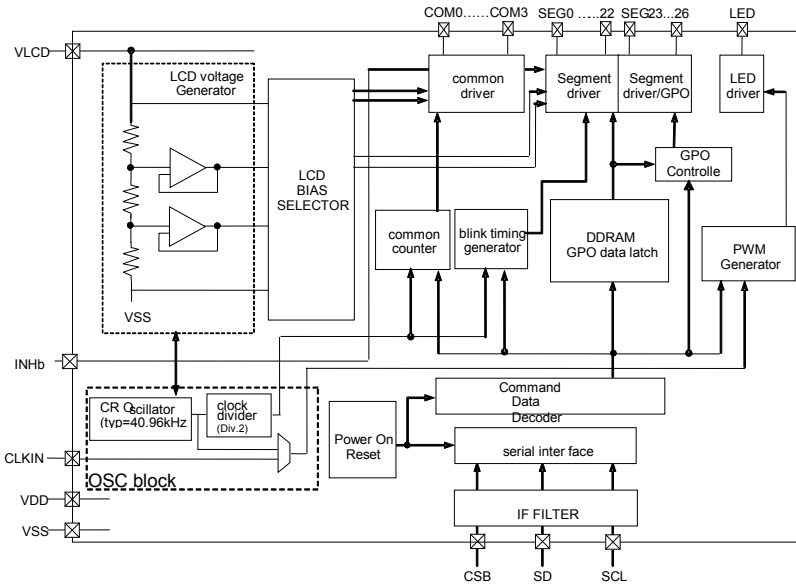 COM0......COM3 SEG0 .....22 SEG23...26 LED
VLCD
LCD voltage
Generator
common
driver
Segment
driver
Segment
driver/GPO
LED
driver
GPO
Controlle
LCD
BIAS
SELECTOR
common
counter
blink timing
generator
DDRAM
GPO data latch
PWM
Generator
VSS
INHb
CR O scillator
(typ=40.96kHz
clock
divider
(Div.2)
Command
Data
Decoder
Power On
Reset
serial inter face
CLKIN
OSC block
VDD
IF FILTER
VSS
CSB SD SCL